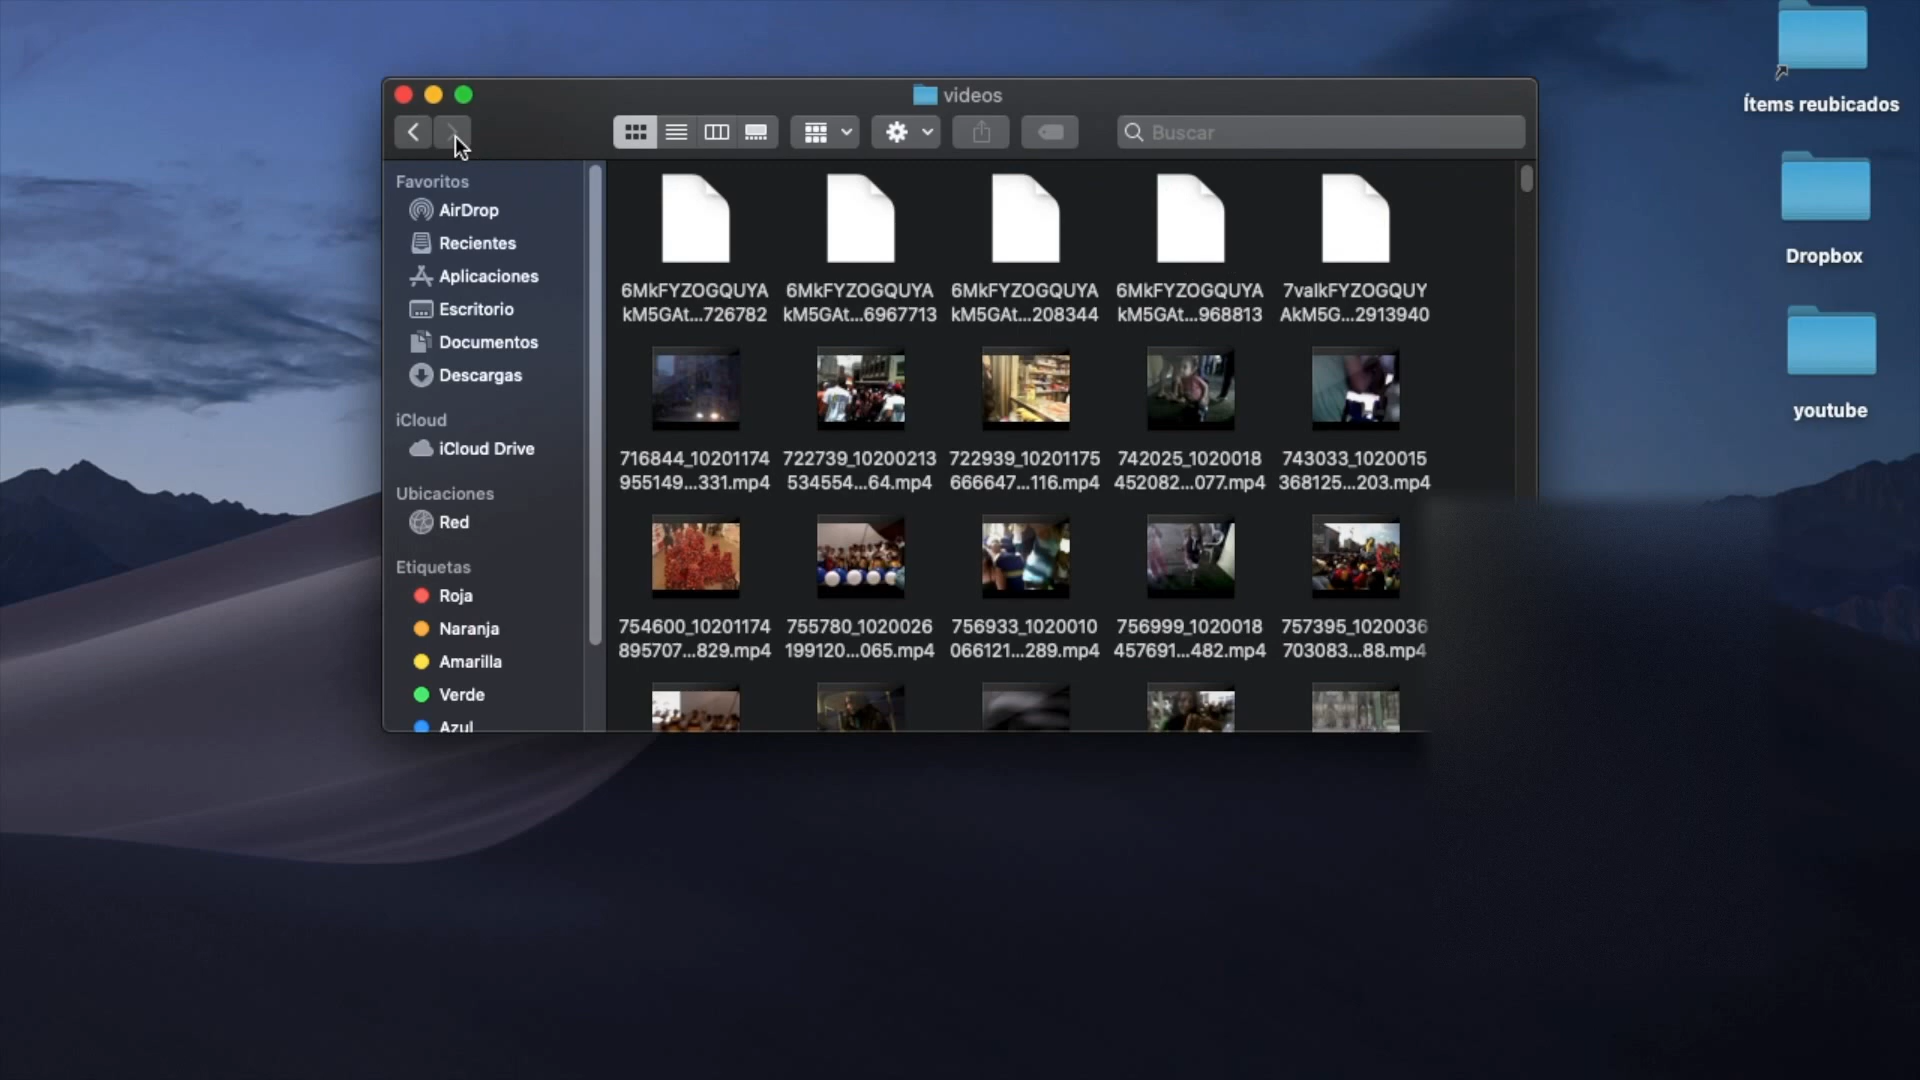 videos
Buscar
Favoritos
AirDrop
Recientes
Aplicaciones
Escritorio
Documentos
Descargas
iCloud
iCloud Drive
Ubicaciones
Red
Etiquetas
Roja
Naranja
Amarilla
Verde
Azul
6MkFYZOGQUYA 6MkFYZOGQUYA 6MkFYZOGQUYA 6MkFYZOGQUYA 7valkFYZOGQUY
kM5GAt...726782 kM5GAt...6967713 kM5GAt...208344 kM5GAt...968813 AkM5G...2913940
716844_10201174 722739_10200213 722939_10201175 742025_1020018 743033_1020015
955149...331.mp4 534554...64.mp4 666647...116.mp4 452082...077.mp4 368125...203.mp4
754600_10201174 755780_1020026 756933_1020010 756999_1020018 757395_1020036
895707...829.mp4 199120...065.mp4 066121...289.mp4 457691...482.mp4 703083...88.mp4
Ítems reubicados
Dropbox
youtube